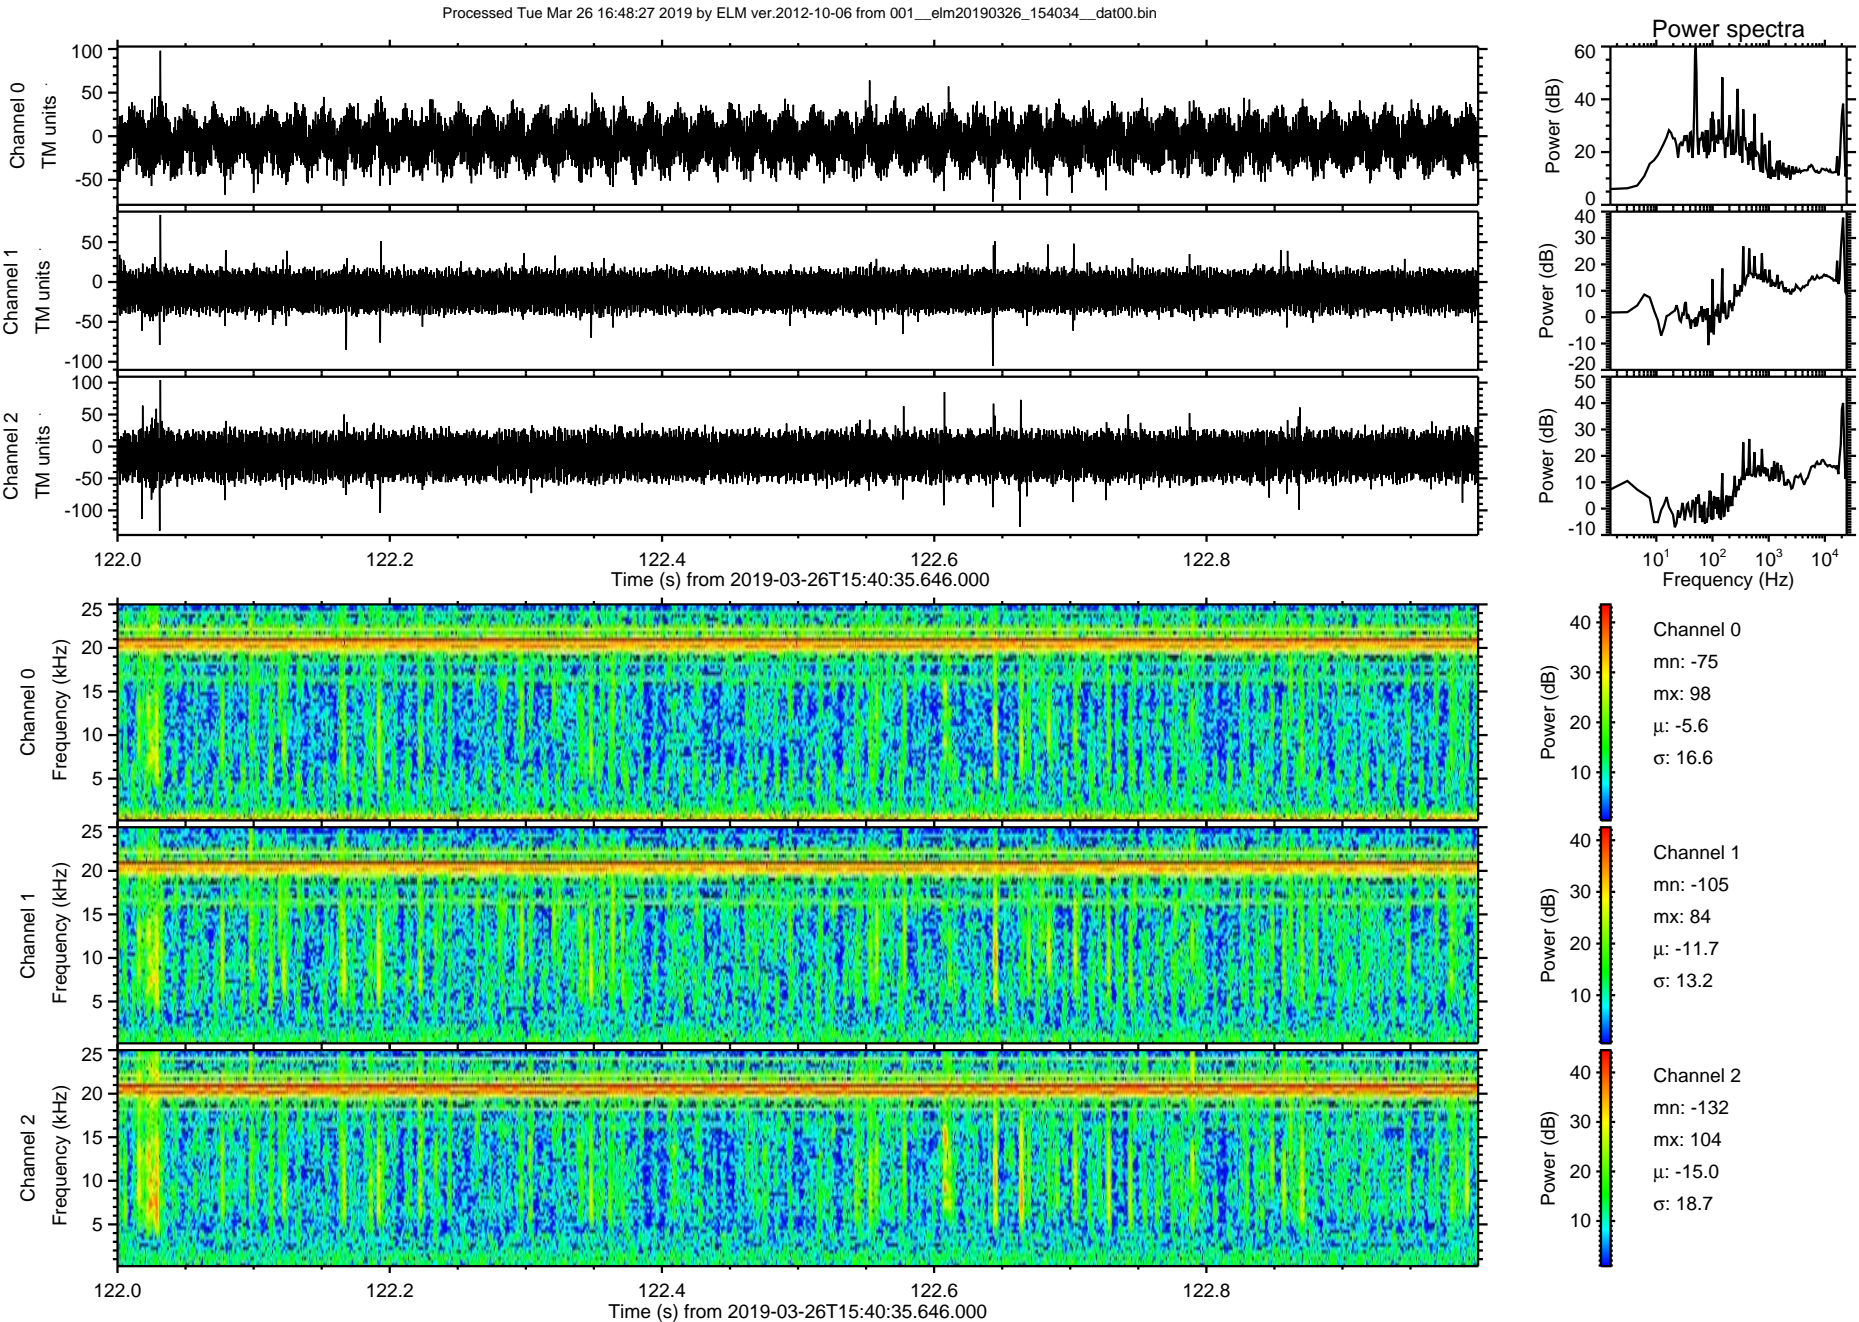 Processed Tue Mar 26 16:48:27 2019 by ELM ver.2012-10-06 from 001__elm20190326_154034__dat00.bin
Power spectra
Channel 0
TM units
100
50
0
-50
Power (dB)
60
40
20
0
Channel 1
TM units
50
0
-50
-100
Power (dB)
40
30
20
10
0
-10
-20
Channel 2
TM units
100
50
0
-50
-100
Power (dB)
50
40
30
20
10
0
-10
122.0 122.2 122.4 122.6 122.8
Time (s) from 2019-03-26T15:40:35.646.000
10^1 10^2 10^3 10^4
Frequency (Hz)
Channel 0
Frequency (kHz)
25
20
15
10
5
Power (dB)
40
30
20
10
Channel 0
mn: -75
mx: 98
μ: -5.6
σ: 16.6
Channel 1
Frequency (kHz)
25
20
15
10
5
Power (dB)
40
30
20
10
Channel 1
mn: -105
mx: 84
μ: -11.7
σ: 13.2
Channel 2
Frequency (kHz)
25
20
15
10
5
Power (dB)
40
30
20
10
Channel 2
mn: -132
mx: 104
μ: -15.0
σ: 18.7
122.0 122.2 122.4 122.6 122.8
Time (s) from 2019-03-26T15:40:35.646.000